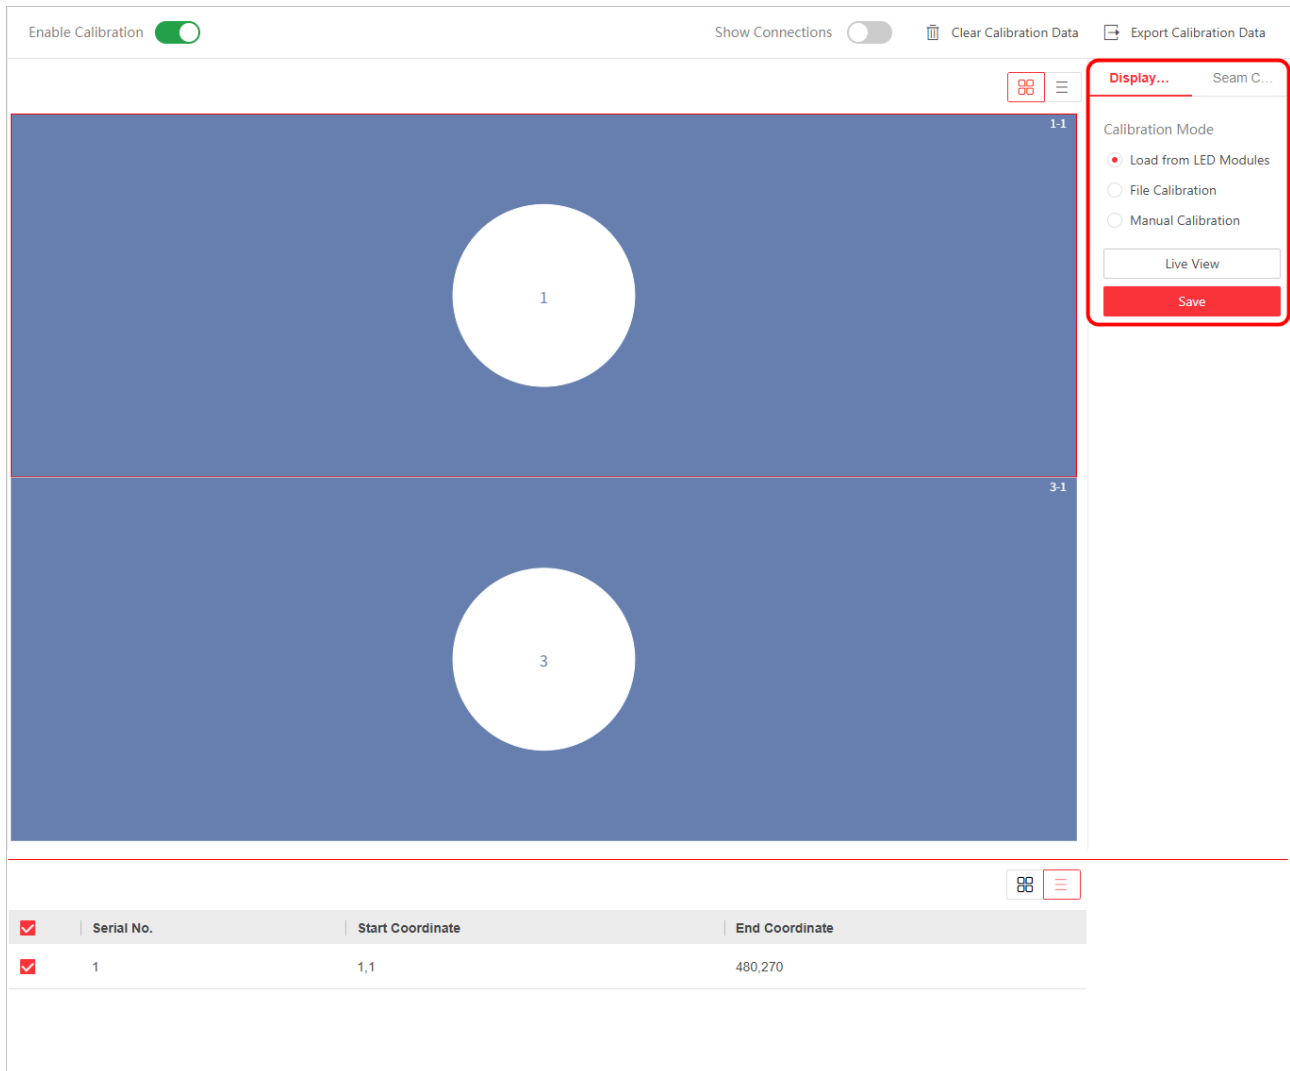 Enable Calibration
Show Connections
Clear Calibration Data
Export Calibration Data
Display...
Seam C...
1-1
Calibration Mode
Load from LED Modules
File Calibration
Manual Calibration
Live View
Save
1
3-1
3
Serial No.
Start Coordinate
End Coordinate
1
1,1
480,270